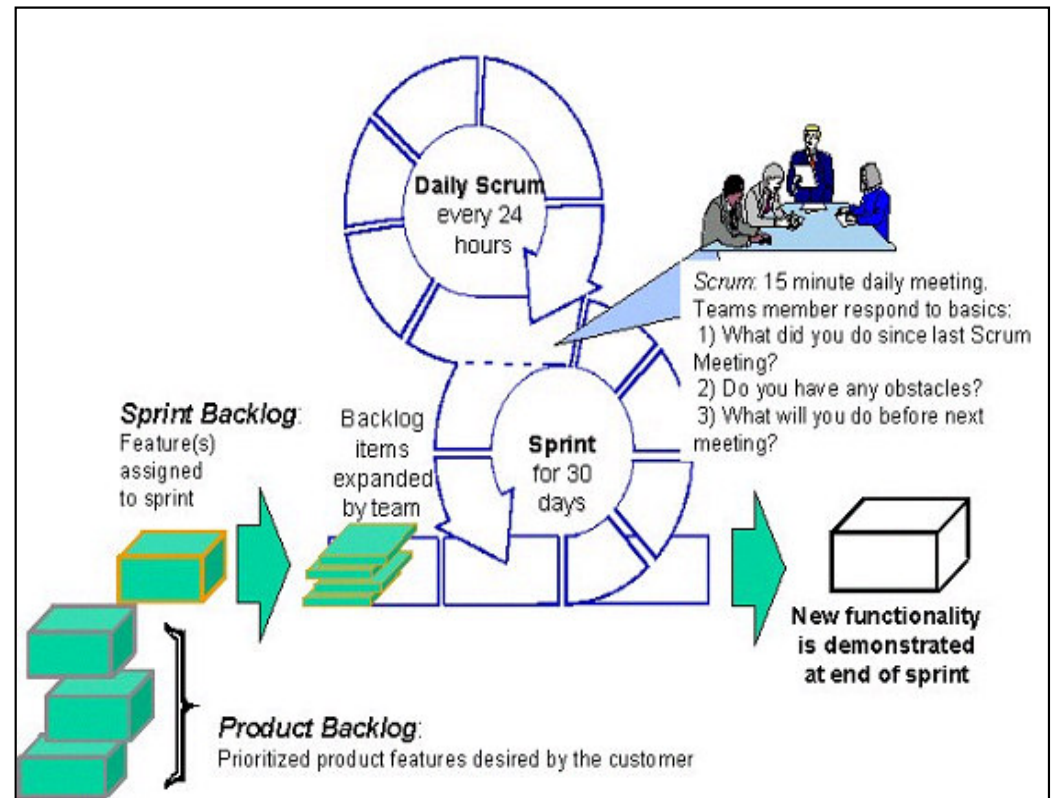 Daily Scrum
every 24
hours
Scrum: 15 minute daily meeting.
Teams member respond to basics:
1) What did you do since last Scrum
Meeting?
2) Do you have any obstacles?
3) What will you do before next
meeting?
Sprint Backlog:
Feature(s)
assigned
to sprint
Backlog
items
expanded
by team
Sprint
for 30
days
New functionality
is demonstrated
at end of sprint
Product Backlog:
Prioritized product features desired by the customer